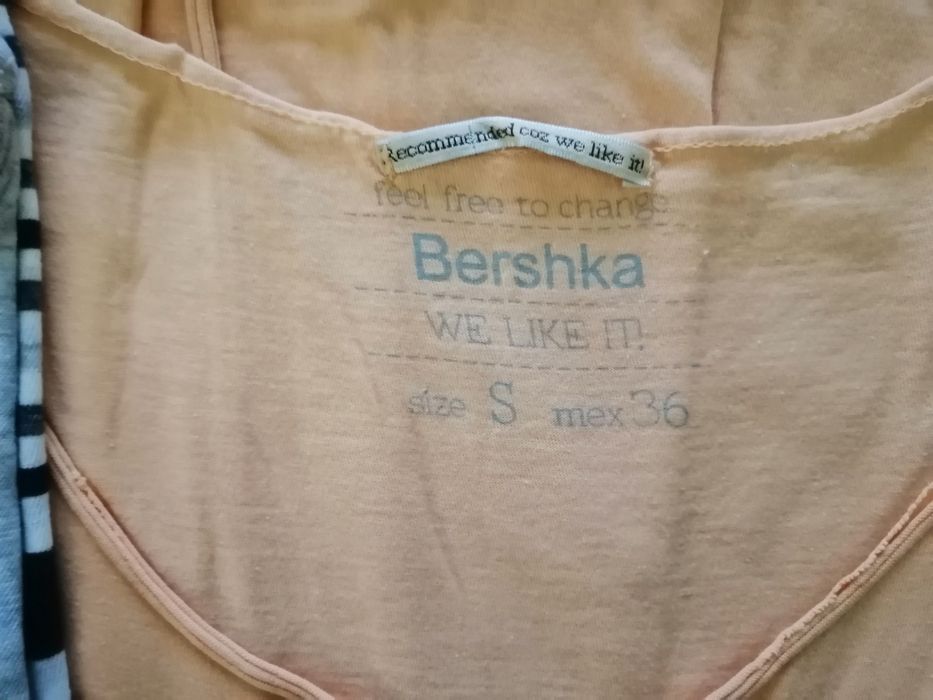 Recommended coz we like it!
feel free to change
Bershka
WE LIKE IT!
size S mex 36